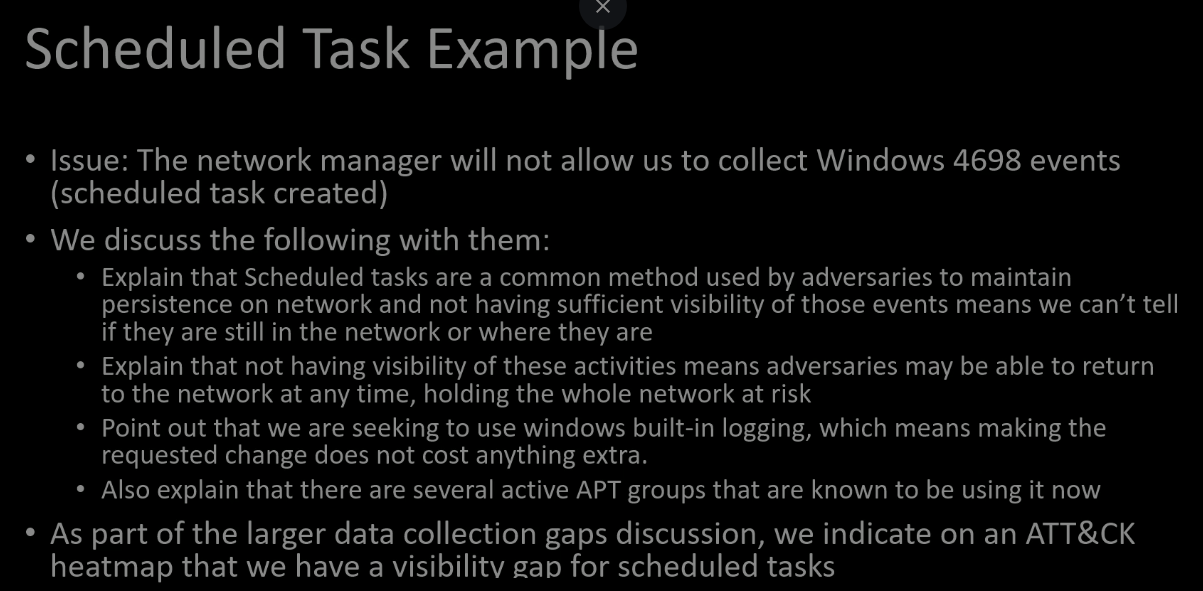 Scheduled Task Example
• Issue: The network manager will not allow us to collect Windows 4698 events
(scheduled task created)
• We discuss the following with them:
• Explain that Scheduled tasks are a common method used by adversaries to maintain
persistence on network and not having sufficient visibility of those events means we can’t tell
if they are still in the network or where they are
• Explain that not having visibility of these activities means adversaries may be able to return
to the network at any time, holding the whole network at risk
• Point out that we are seeking to use windows built-in logging, which means making the
requested change does not cost anything extra.
• Also explain that there are several active APT groups that are known to be using it now
• As part of the larger data collection gaps discussion, we indicate on an ATT&CK
heatmap that we have a visibility gap for scheduled tasks